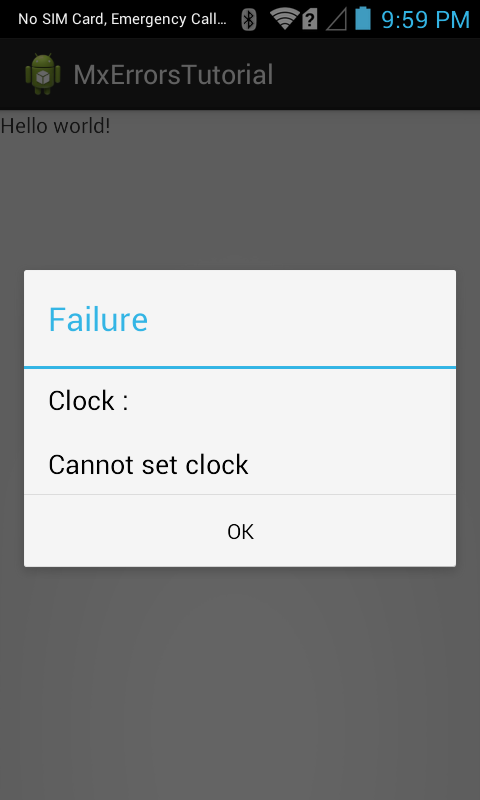 No SIM Card, Emergency Call... 9:59 PM
MxErrorsTutorial
Hello world!
Failure
Clock :
Cannot set clock
OK